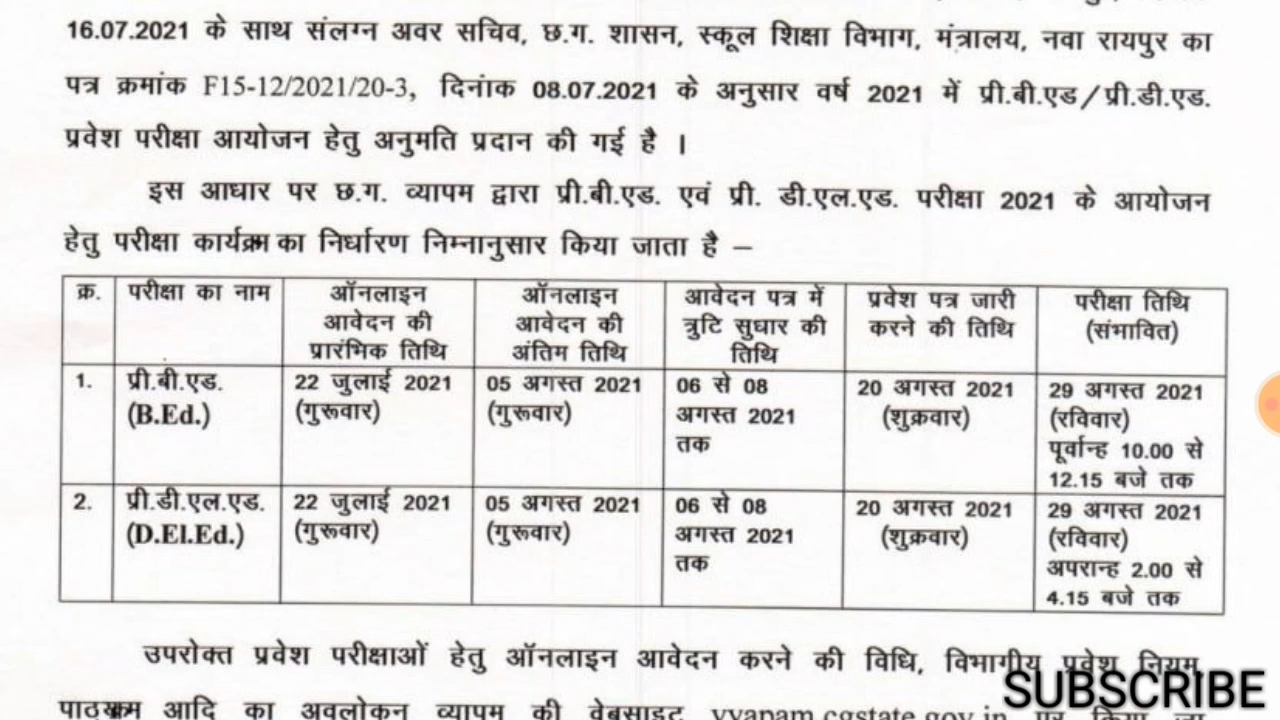 16.07.2021 के साथ संलग्न अवर सचिव, छ.ग. शासन, स्कूल शिक्षा विभाग, मंत्रालय, नवा रायपुर का
पत्र क्रमांक F15-12/2021/20-3, दिनांक 08.07.2021 के अनुसार वर्ष 2021 में प्री.बी.एड/प्री.डी.एड.
प्रवेश परीक्षा आयोजन हेतु अनुमति प्रदान की गई है ।
इस आधार पर छ.ग. व्यापम द्वारा प्री.बी.एड. एवं प्री. डी.एल.एड. परीक्षा 2021 के आयोजन
हेतु परीक्षा कार्यक्रम का निर्धारण निम्नानुसार किया जाता है –
क्र. परीक्षा का नाम ऑनलाइन आवेदन की प्रारंभिक तिथि ऑनलाइन आवेदन की अंतिम तिथि आवेदन पत्र में त्रुटि सुधार की तिथि प्रवेश पत्र जारी करने की तिथि परीक्षा तिथि (संभावित)
1. प्री.बी.एड. (B.Ed.) 22 जुलाई 2021 (गुरूवार) 05 अगस्त 2021 (गुरूवार) 06 से 08 अगस्त 2021 तक 20 अगस्त 2021 (शुक्रवार) 29 अगस्त 2021 (रविवार) पूर्वान्ह 10.00 से 12.15 बजे तक
2. प्री.डी.एल.एड. (D.El.Ed.) 22 जुलाई 2021 (गुरूवार) 05 अगस्त 2021 (गुरूवार) 06 से 08 अगस्त 2021 तक 20 अगस्त 2021 (शुक्रवार) 29 अगस्त 2021 (रविवार) अपरान्ह 2.00 से 4.15 बजे तक
उपरोक्त प्रवेश परीक्षाओं हेतु ऑनलाइन आवेदन करने की विधि, विभागीय प्रवेश नियम,
SUBSCRIBE
पाठ्यक्रम आदि का अवलोकन व्यापम की वेबसाइट vyapam.cgstate.gov.in पर किया